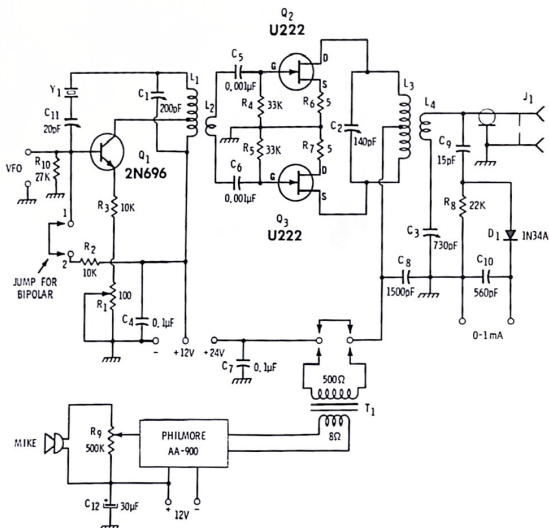 Q2
U222
Y1
C1
200pF
L1
C5
0.001µF
G
D
S
R4
33K
R6
5
L2
C11
20pF
VFO
R10
27K
Q1
2N696
R5
33K
R7
5
C6
0.001µF
G
D
S
Q3
U222
C2
140pF
L3
L4
J1
C9
15pF
R8
22K
D1
1N34A
C3
730pF
C8
1500pF
C10
560pF
0-1mA
R3
10K
1
2
JUMP FOR
BIPOLAR
R2
10K
R1
100
C4
0.1µF
-
+12V
+24V
C7
0.1µF
500Ω
T1
8Ω
MIKE
R9
500K
PHILMORE
AA-900
C12
+
30µF
+
12V
-